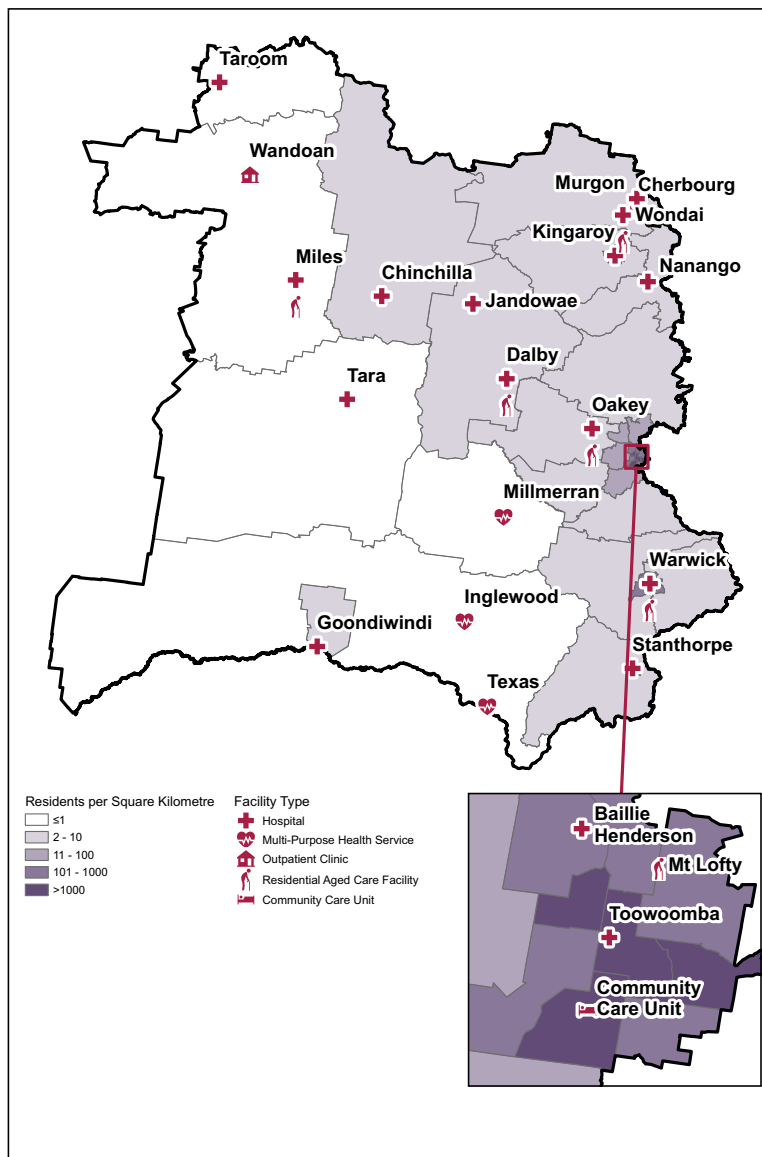 Taroom
Wandoan
Murgon
Cherbourg
Wondai
Kingaroy
Miles
Chinchilla
Nanango
Jandowae
Dalby
Tara
Oakey
Millmerran
Warwick
Inglewood
Goondiwindi
Stanthorpe
Texas
Residents per Square Kilometre
≤1
2 - 10
11 - 100
101 - 1000
>1000
Facility Type
Hospital
Multi-Purpose Health Service
Outpatient Clinic
Residential Aged Care Facility
Community Care Unit
Baillie
Henderson
Mt Lofty
Toowoomba
Community
Care Unit